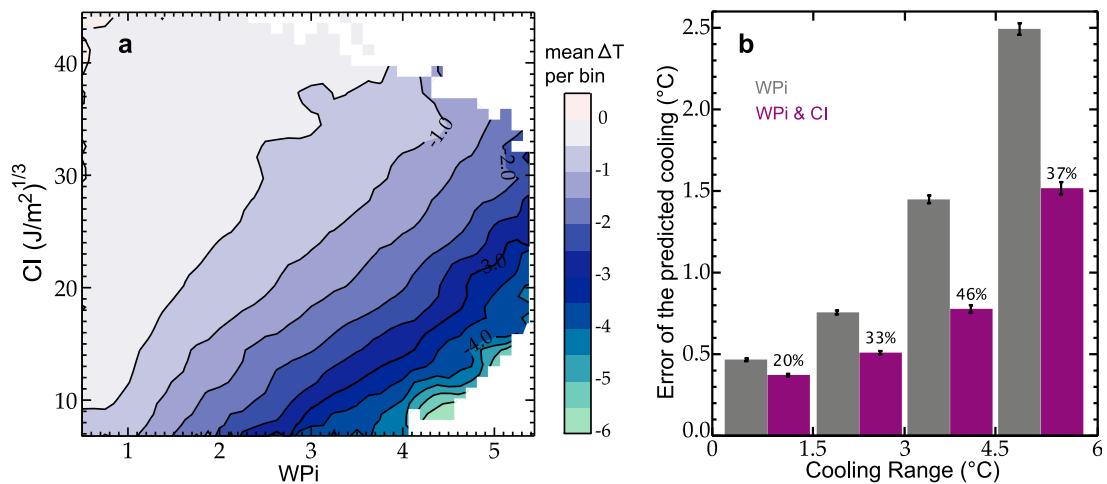 a
mean ΔT
per bin
0
-1
-2
-3
-4
-5
-6
40
30
20
10
CI (J/m²)^1/3
-1.0
-2.0
-3.0
-4.0
1 2 3 4 5
WPi
b
WPi
WPi & CI
2.5
2.0
1.5
1.0
0.5
0.0
Error of the predicted cooling (°C)
20%
33%
46%
37%
0 1.5 3 4.5 6
Cooling Range (°C)